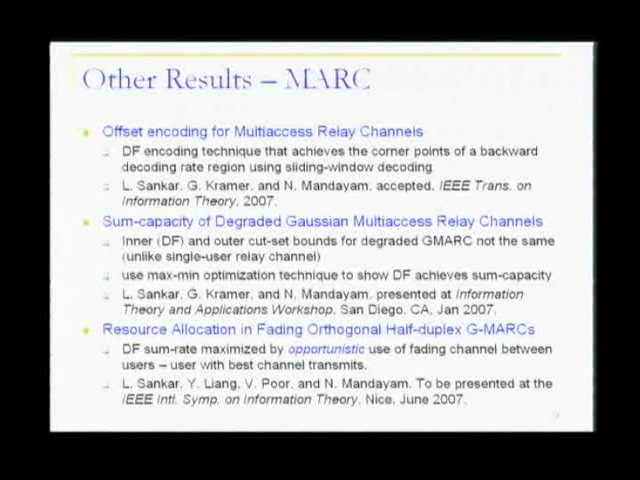 Other Results – MARC
Offset encoding for Multiaccess Relay Channels
DF encoding technique that achieves the corner points of a backward
decoding rate region using sliding-window decoding
L. Sankar, G. Kramer, and N. Mandayam, accepted, IEEE Trans. on
Information Theory, 2007.
Sum-capacity of Degraded Gaussian Multiaccess Relay Channels
Inner (DF) and outer cut-set bounds for degraded GMARC not the same
(unlike single-user relay channel)
use max-min optimization technique to show DF achieves sum-capacity
L. Sankar, G. Kramer, and N. Mandayam, presented at Information
Theory and Applications Workshop, San Diego, CA, Jan 2007.
Resource Allocation in Fading Orthogonal Half-duplex G-MARCs
DF sum-rate maximized by opportunistic use of fading channel between
users – user with best channel transmits.
L. Sankar, Y. Liang, V. Poor, and N. Mandayam, To be presented at the
IEEE Intl. Symp. on Information Theory, Nice, June 2007.